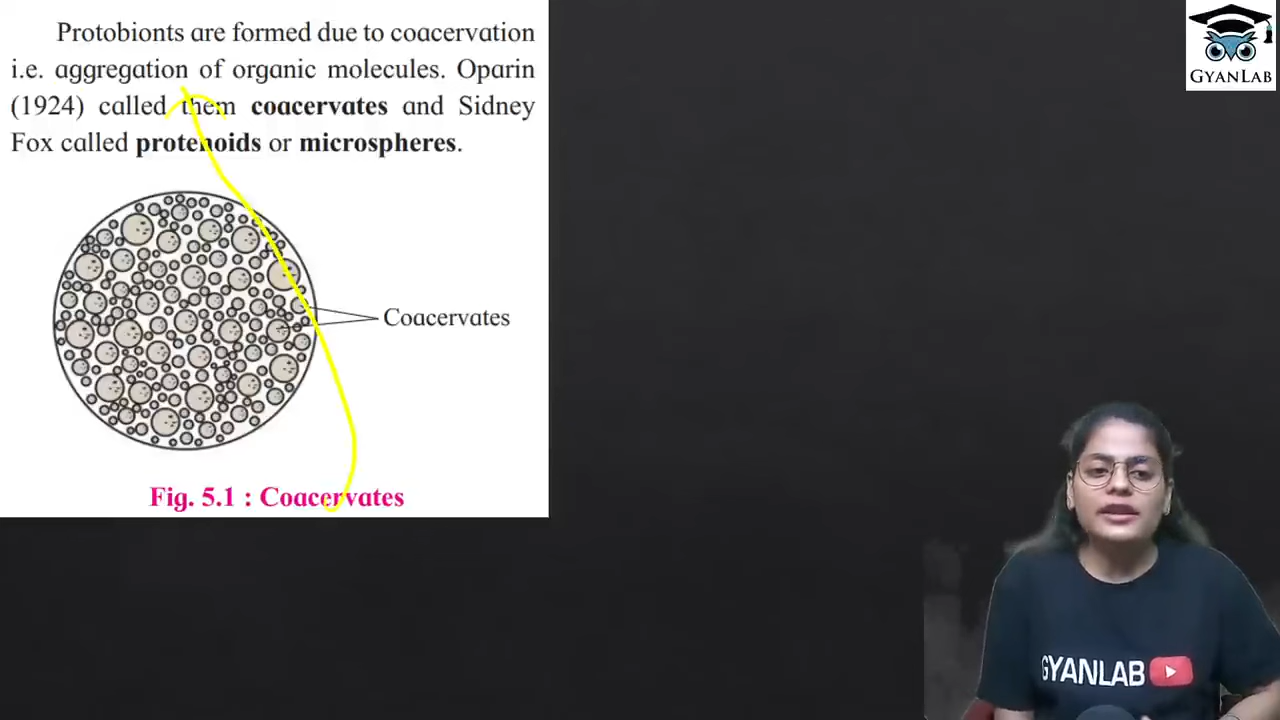 Protobionts are formed due to coacervation
i.e. aggregation of organic molecules. Oparin
(1924) called them coacervates and Sidney
Fox called protenoids or microspheres.
Coacervates
Fig. 5.1 : Coacervates
GYANLAB
GYANLAB